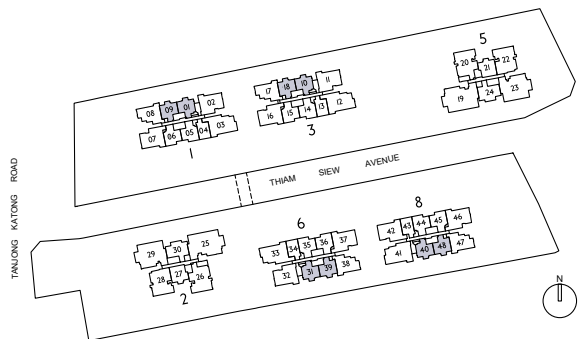 5
20 21 22
19 24 23
17 18 10 11
16 15 14 13 12
3
08 09 01 02
07 06 05 04 03
1
TANJONG KATONG ROAD
THIAM SIEW AVENUE
8
42 43 44 45 46
41 40 48 47
6
33 34 35 36 37
32 31 39 38
29 30 25
28 27 26
2
N